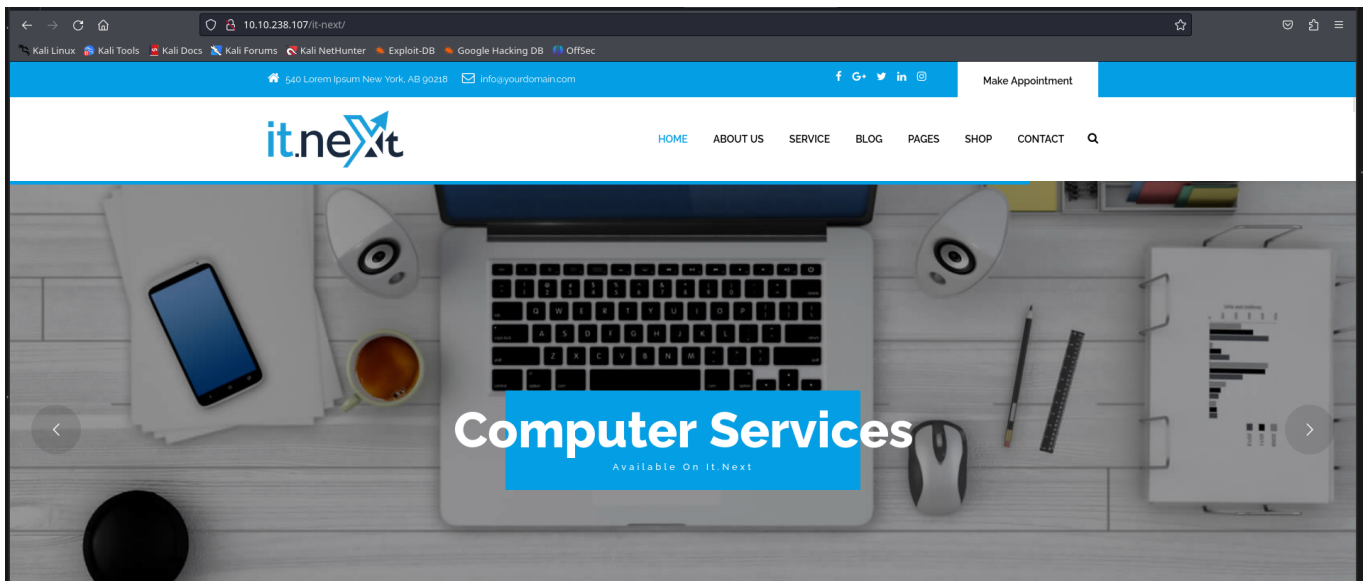 10.10.238.107/it-next/
Kali Linux Kali Tools Kali Docs Kali Forums Kali NetHunter Exploit-DB Google Hacking DB OffSec
540 Lorem Ipsum New York, AB 90218 info@yourdomain.com f G+ in Make Appointment
it.next HOME ABOUT US SERVICE BLOG PAGES SHOP CONTACT
Computer Services
Available On It.Next